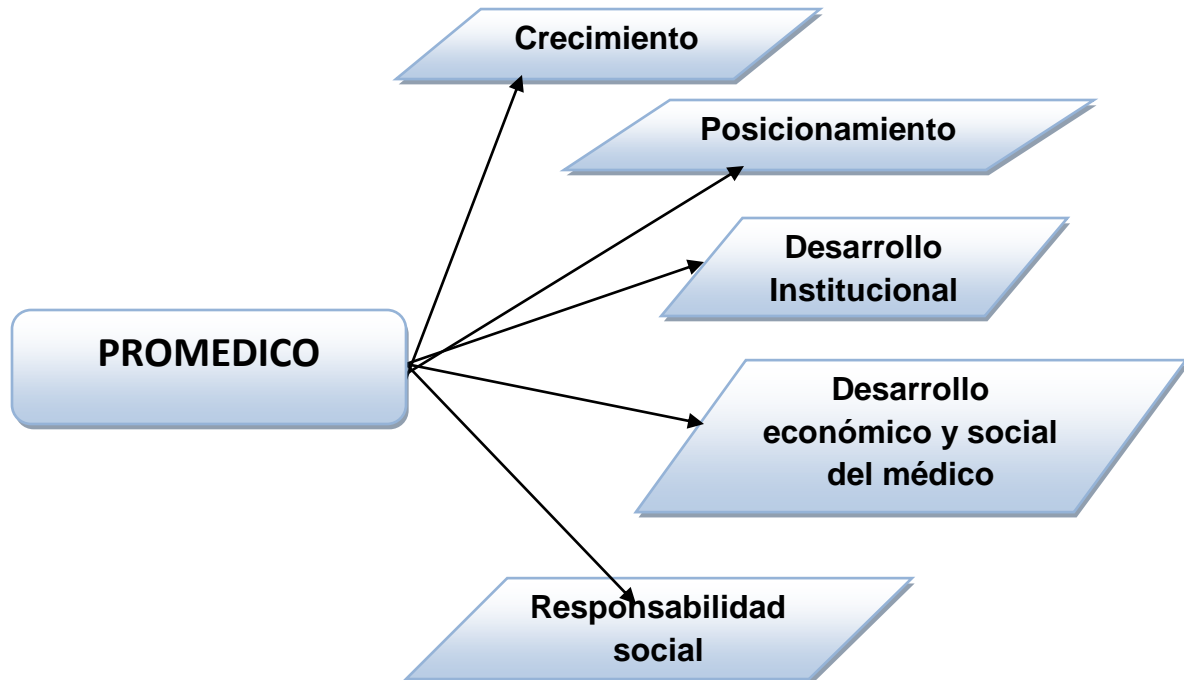 Crecimiento
Posicionamiento
Desarrollo
Institucional
PROMEDICO
Desarrollo
económico y social
del médico
Responsabilidad
social